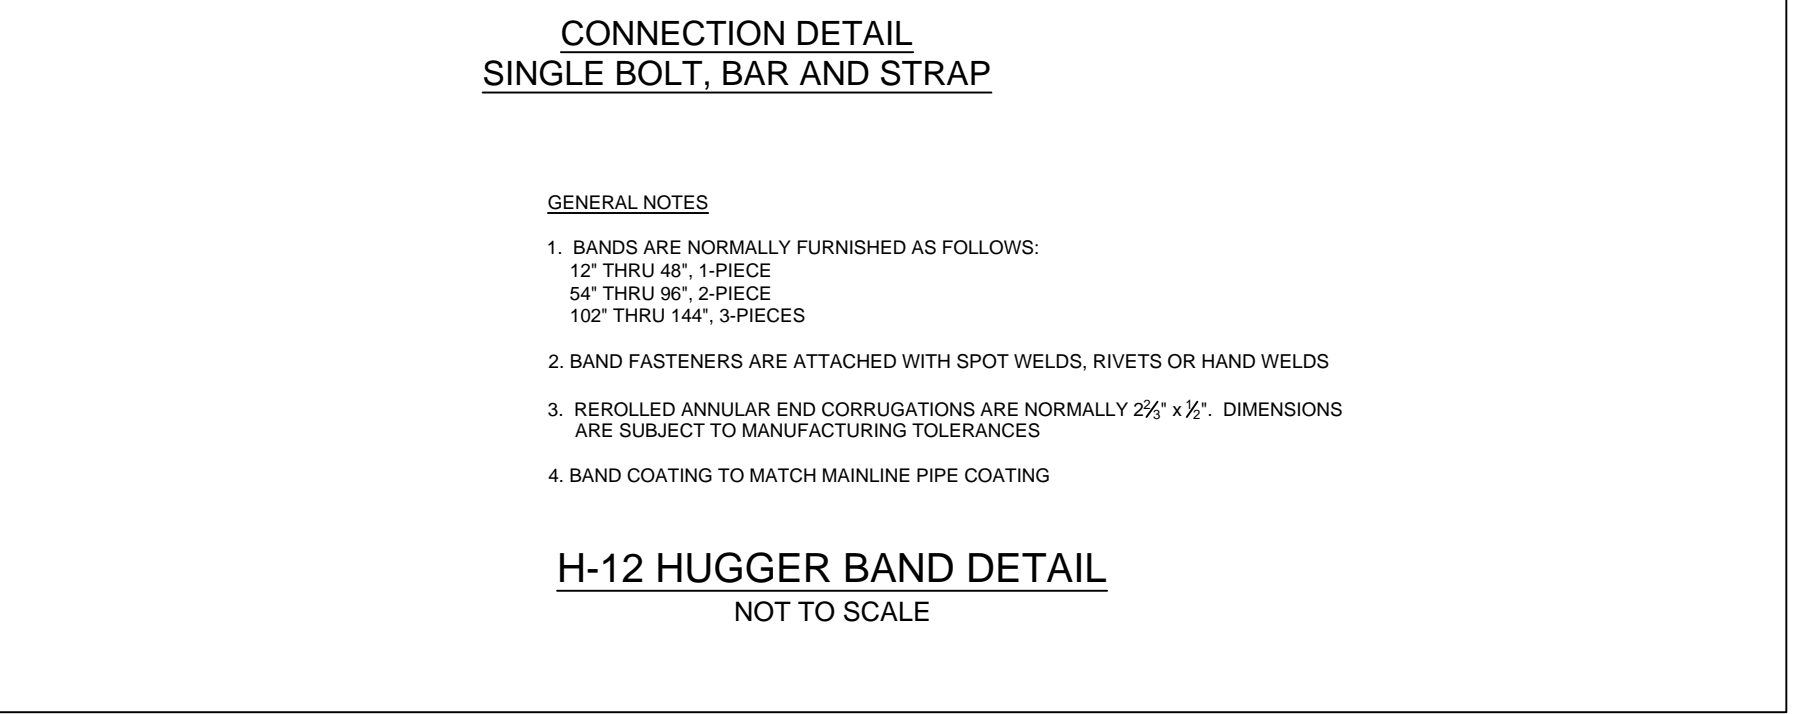 CONNECTION DETAIL
SINGLE BOLT, BAR AND STRAP
GENERAL NOTES
1. BANDS ARE NORMALLY FURNISHED AS FOLLOWS:
12" THRU 48", 1-PIECE
54" THRU 96", 2-PIECE
102" THRU 144", 3-PIECES
2. BAND FASTENERS ARE ATTACHED WITH SPOT WELDS, RIVETS OR HAND WELDS
3. REROLLED ANNULAR END CORRUGATIONS ARE NORMALLY 2⅔" x ½". DIMENSIONS
ARE SUBJECT TO MANUFACTURING TOLERANCES
4. BAND COATING TO MATCH MAINLINE PIPE COATING
H-12 HUGGER BAND DETAIL
NOT TO SCALE